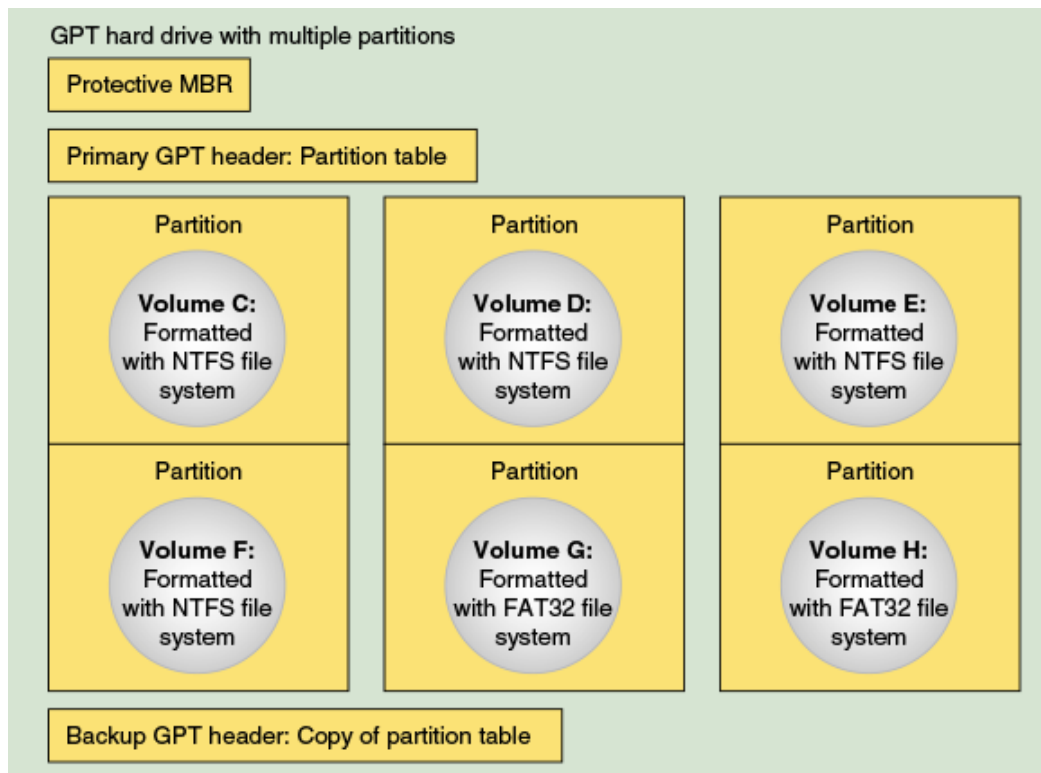 GPT hard drive with multiple partitions
Protective MBR
Primary GPT header: Partition table
Partition
Volume C:
Formatted
with NTFS file
system
Partition
Volume D:
Formatted
with NTFS file
system
Partition
Volume E:
Formatted
with NTFS file
system
Partition
Volume F:
Formatted
with NTFS file
system
Partition
Volume G:
Formatted
with FAT32 file
system
Partition
Volume H:
Formatted
with FAT32 file
system
Backup GPT header: Copy of partition table